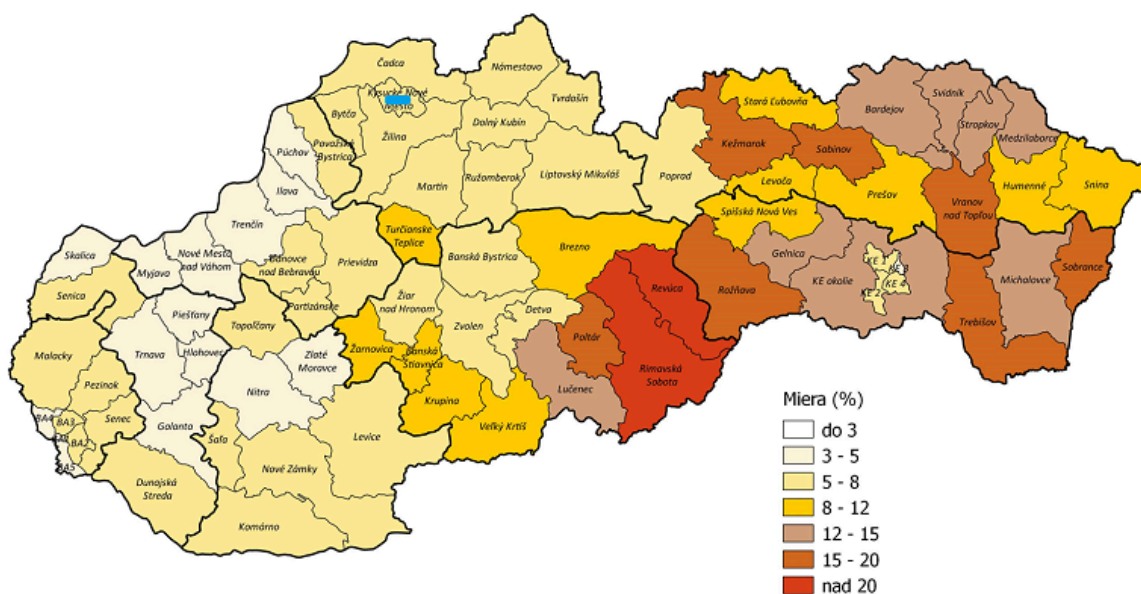 Čadca
Námestovo
Kysucké Nové
Mesto
Tvrdošín
Bytča
Dolný Kubín
Žilina
Považská
Bystrica
Púchov
Ilava
Martin
Ružomberok
Liptovský Mikuláš
Poprad
Stará Ľubovňa
Kežmarok
Sabinov
Bardejov
Svidník
Stropkov
Medzilaborce
Levoča
Prešov
Vranov
nad Topľou
Humenné
Snina
Trenčín
Skalica
Myjava
Nové Mesto
nad Váhom
Bánovce
nad Bebravou
Prievidza
Turčianske
Teplice
Banská Bystrica
Brezno
Spišská Nová Ves
Gelnica
KE okolie
KE 1
KE 3
KE 4
KE 2
Michalovce
Sobrance
Trebišov
Rožňava
Revúca
Rimavská
Sobota
Poltár
Lučenec
Detva
Zvolen
Žiar
nad Hronom
Partizánske
Topoľčany
Senica
Piešťany
Hlohovec
Trnava
Zlaté
Moravce
Nitra
Žarnovica
Banská
Štiavnica
Krupina
Veľký Krtíš
Malacky
Pezinok
Senec
BA4
BA3
BA2
BA5
Galanta
Šaľa
Levice
Nové Zámky
Dunajská
Streda
Komárno
Miera (%)
do 3
3 - 5
5 - 8
8 - 12
12 - 15
15 - 20
nad 20